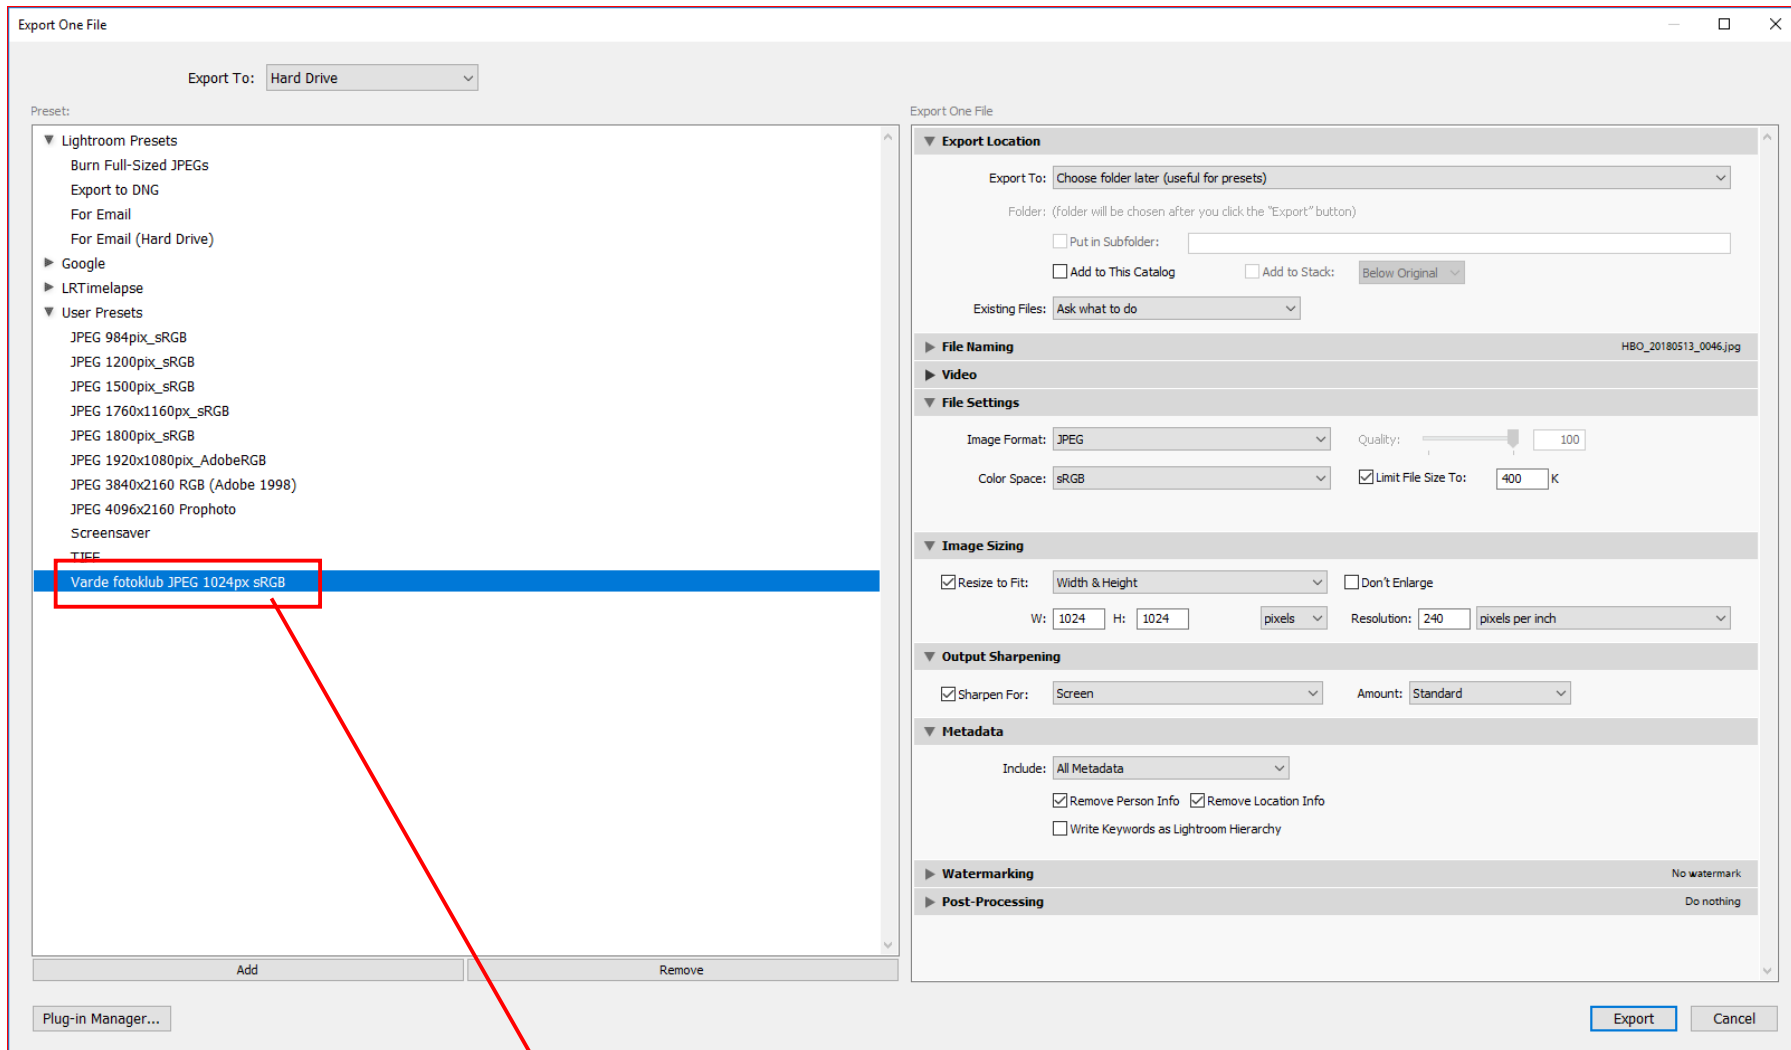 Export One File
Export To: Hard Drive
Preset:
Lightroom Presets
Burn Full-Sized JPEGs
Export to DNG
For Email
For Email (Hard Drive)
Google
LRTimelapse
User Presets
JPEG 984pix_sRGB
JPEG 1200pix_sRGB
JPEG 1500pix_sRGB
JPEG 1760x1160px_sRGB
JPEG 1800pix_sRGB
JPEG 1920x1080pix_AdobeRGB
JPEG 3840x2160 RGB (Adobe 1998)
JPEG 4096x2160 Prophoto
Screensaver
TIFF
Varde fotoklub JPEG 1024px sRGB
Add Remove
Plug-in Manager...
Export One File
Export Location
Export To: Choose folder later (useful for presets)
Folder: (folder will be chosen after you click the "Export" button)
Put in Subfolder:
Add to This Catalog Add to Stack: Below Original
Existing Files: Ask what to do
File Naming HBO_20180513_0046.jpg
Video
File Settings
Image Format: JPEG Quality: 100
Color Space: sRGB Limit File Size To: 400 K
Image Sizing
Resize to Fit: Width & Height Don't Enlarge
W: 1024 H: 1024 pixels Resolution: 240 pixels per inch
Output Sharpening
Sharpen For: Screen Amount: Standard
Metadata
Include: All Metadata
Remove Person Info Remove Location Info
Write Keywords as Lightroom Hierarchy
Watermarking No watermark
Post-Processing Do nothing
Export Cancel